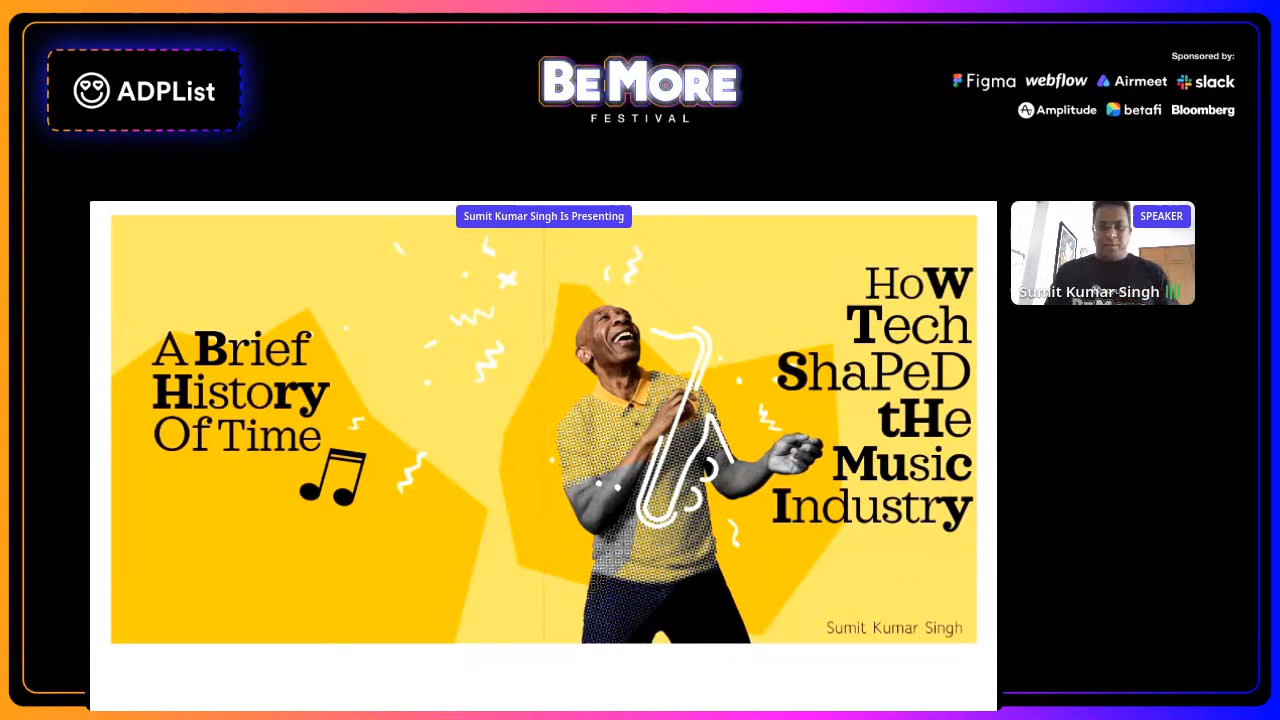 ADPList
BE MORE
FESTIVAL
Sponsored by:
Figma webflow Airmeet slack
Amplitude betafi Bloomberg
Sumit Kumar Singh Is Presenting
SPEAKER
Sumit Kumar Singh
A Brief
History
Of Time
HoW
Tech
ShaPeD
tHe
Music
Industry
Sumit Kumar Singh